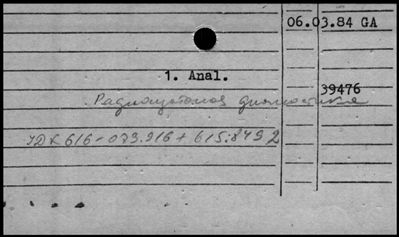 06.03.84 GA
1. Anal.
39476
Радиоизотопная диагностика
УДК 616-073.916+615.849.2